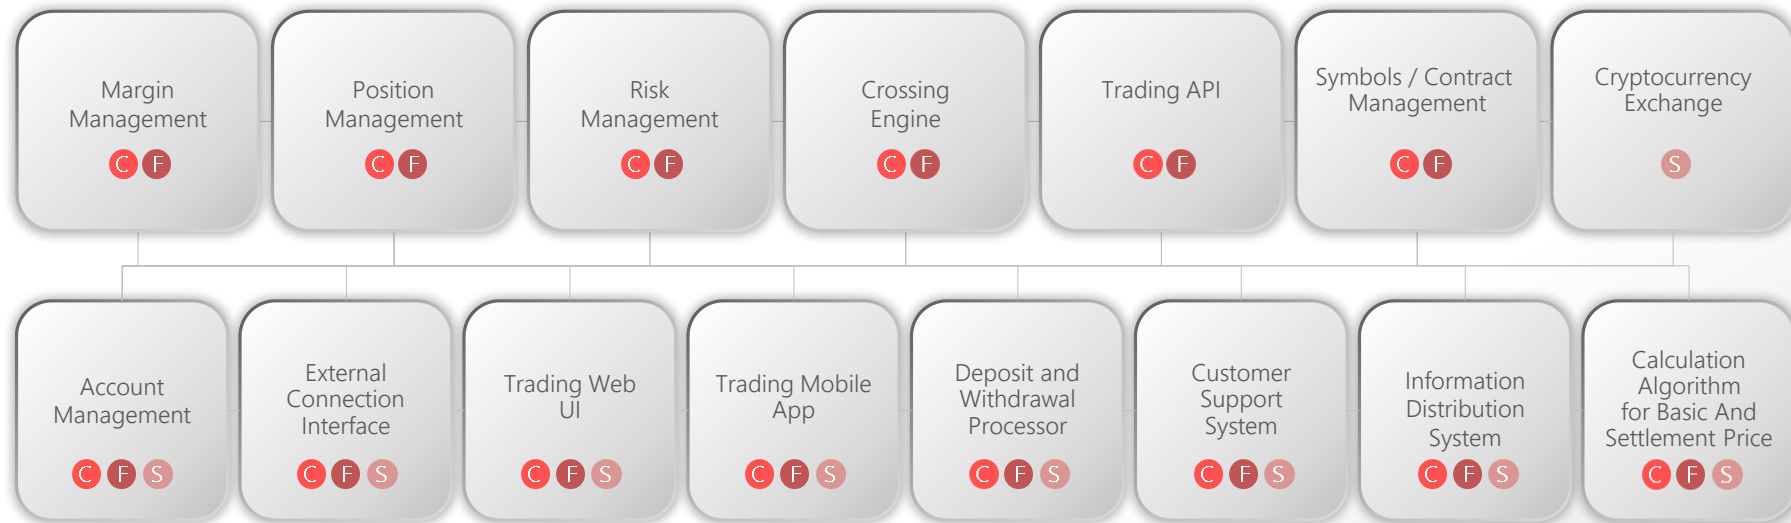 Margin
Management
C F
Position
Management
C F
Risk
Management
C F
Crossing
Engine
C F
Trading API
C F
Symbols / Contract
Management
C F
Cryptocurrency
Exchange
S
Account
Management
C F S
External
Connection
Interface
C F S
Trading Web
UI
C F S
Trading Mobile
App
C F S
Deposit and
Withdrawal
Processor
C F S
Customer
Support
System
C F S
Information
Distribution
System
C F S
Calculation
Algorithm
for Basic And
Settlement Price
C F S